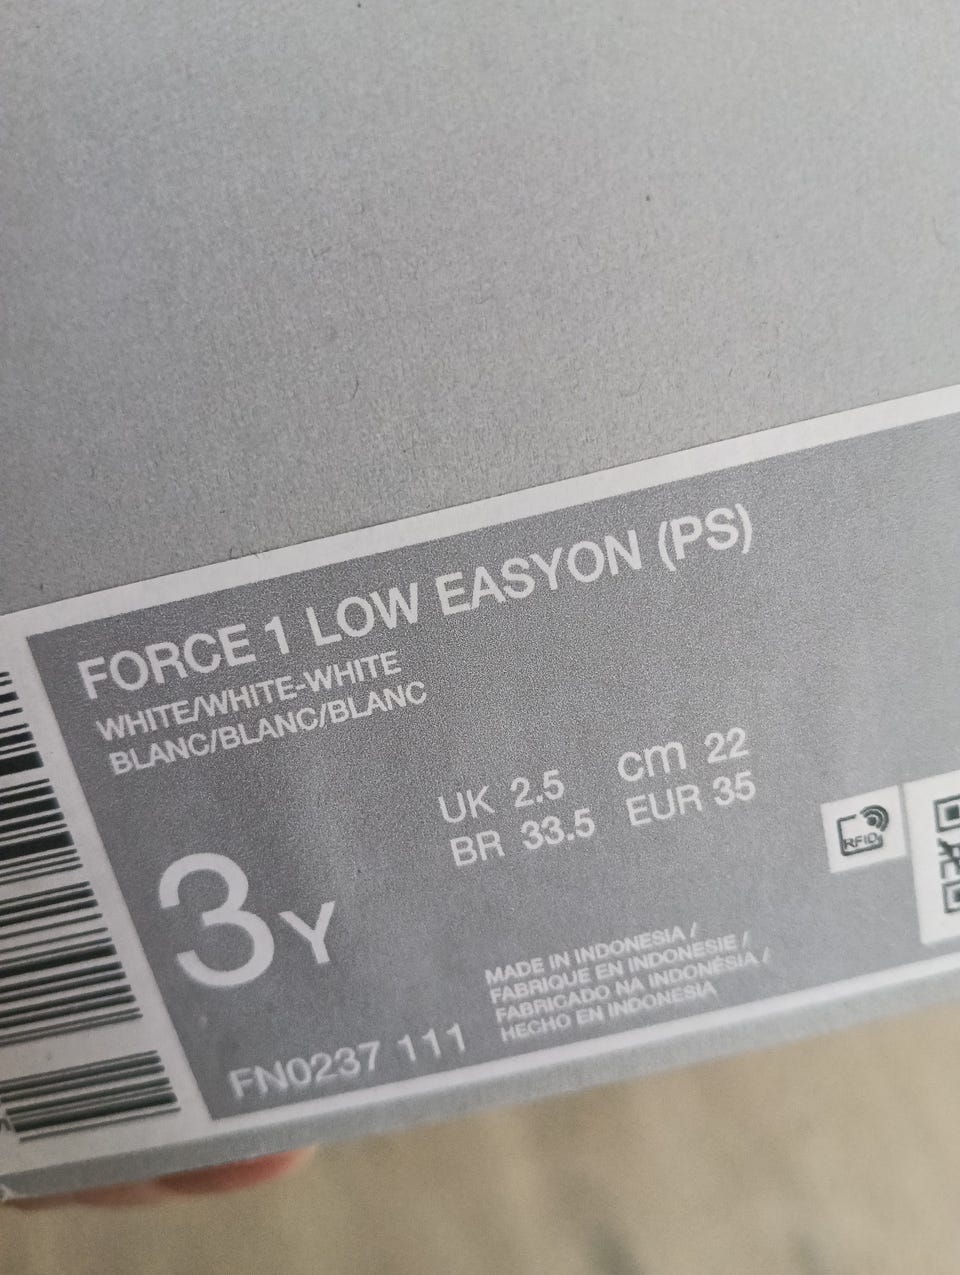 FORCE 1 LOW EASYON (PS)
WHITE/WHITE-WHITE
BLANC/BLANC/BLANC
UK 2.5 cm 22
BR 33.5 EUR 35
RFID
3Y
MADE IN INDONESIA /
FABRIQUE EN INDONESIE /
FABRICADO NA INDONÉSIA /
HECHO EN INDONESIA
FN0237 111